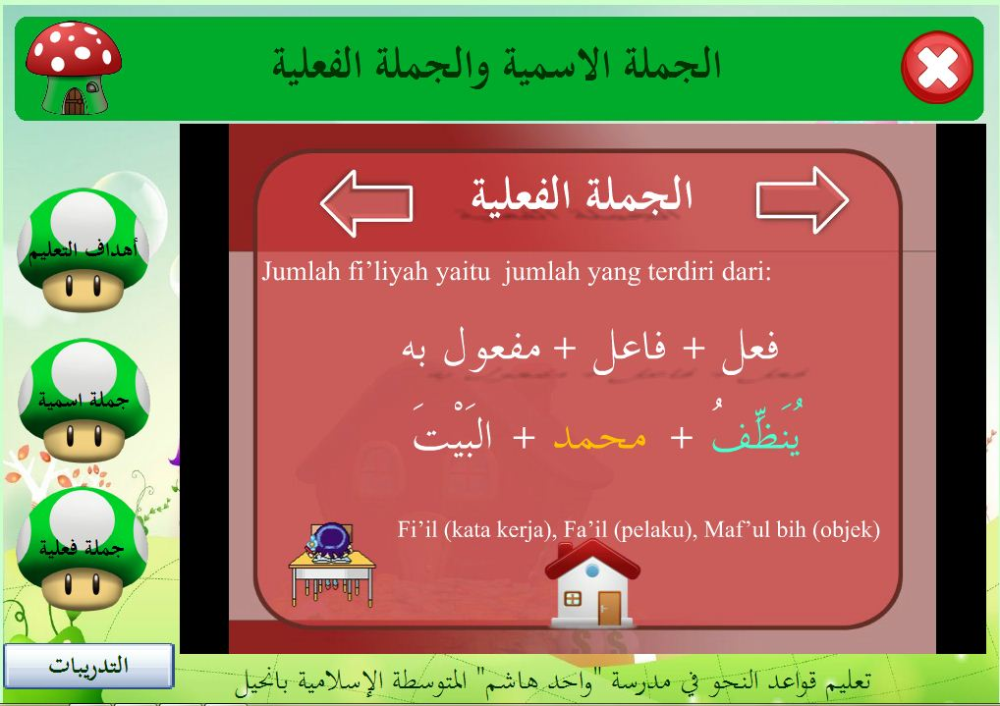 الجملة الاسمية والجملة الفعلية
أهداف التعليم
جملة اسمية
جملة فعلية
التدريبات
الجملة الفعلية
Jumlah fi’liyah yaitu jumlah yang terdiri dari:
فعل + فاعل + مفعول به
يُنَظِّفُ + محمد + البَيْتَ
Fi’il (kata kerja), Fa’il (pelaku), Maf’ul bih (objek)
تعليم قواعد النحو في مدرسة "واحد هاشم" المتوسطة الإسلامية بانجيل